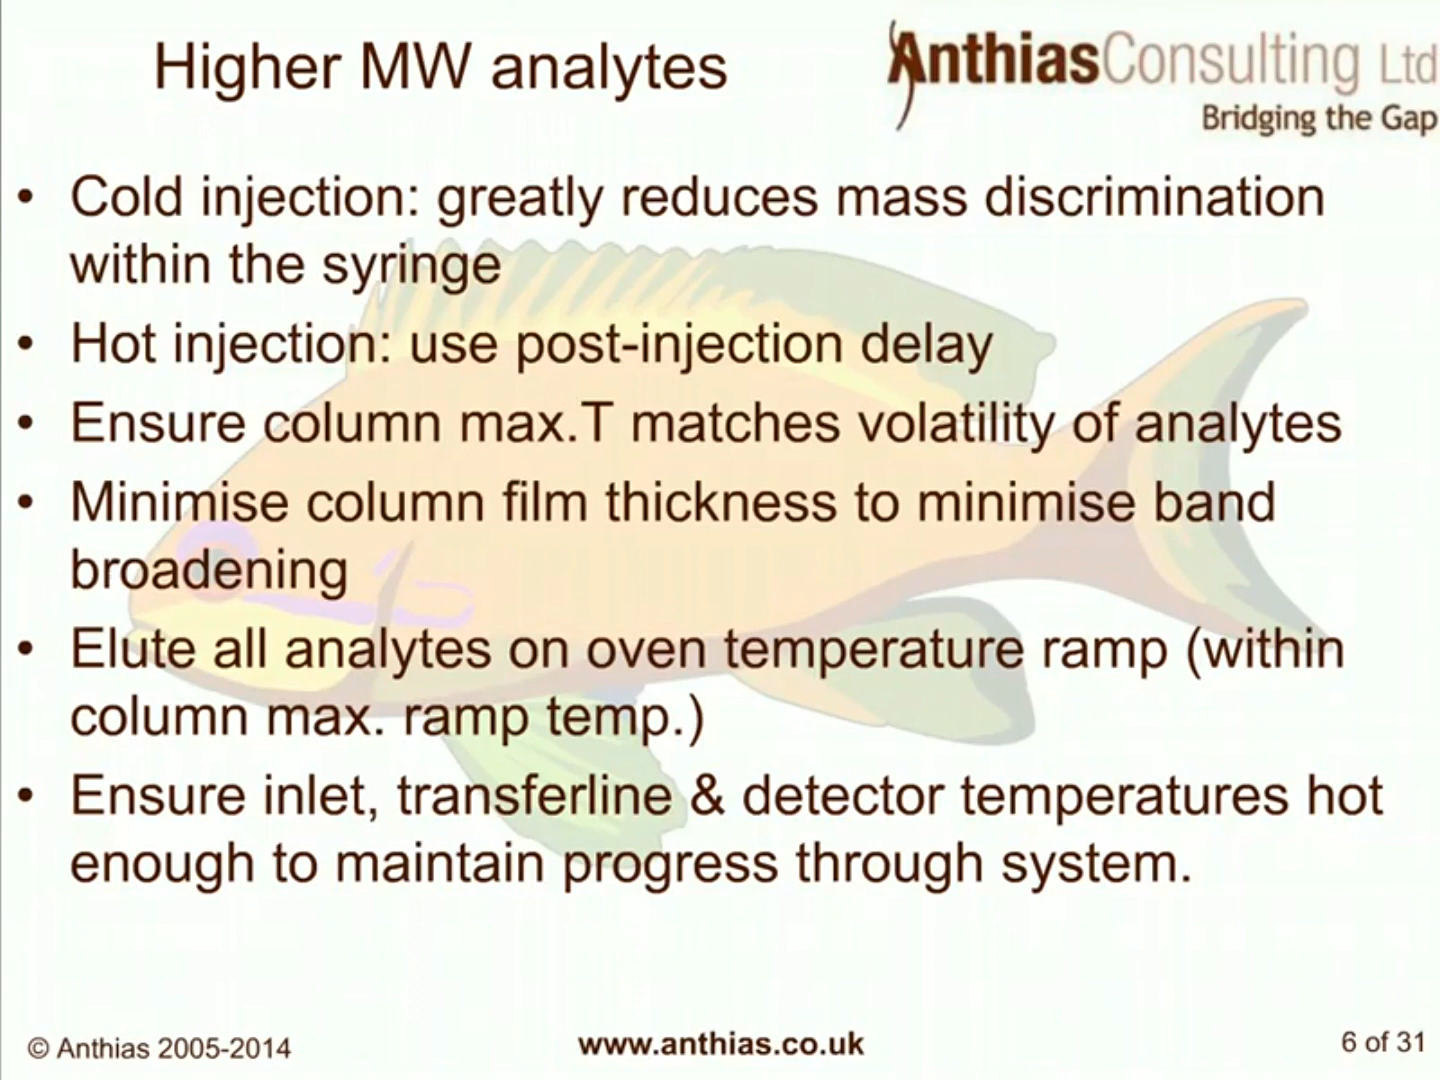 Higher MW analytes
AnthiasConsulting Ltd
Bridging the Gap
• Cold injection: greatly reduces mass discrimination
within the syringe
• Hot injection: use post-injection delay
• Ensure column max.T matches volatility of analytes
• Minimise column film thickness to minimise band
broadening
• Elute all analytes on oven temperature ramp (within
column max. ramp temp.)
• Ensure inlet, transferline & detector temperatures hot
enough to maintain progress through system.
© Anthias 2005-2014
www.anthias.co.uk
6 of 31